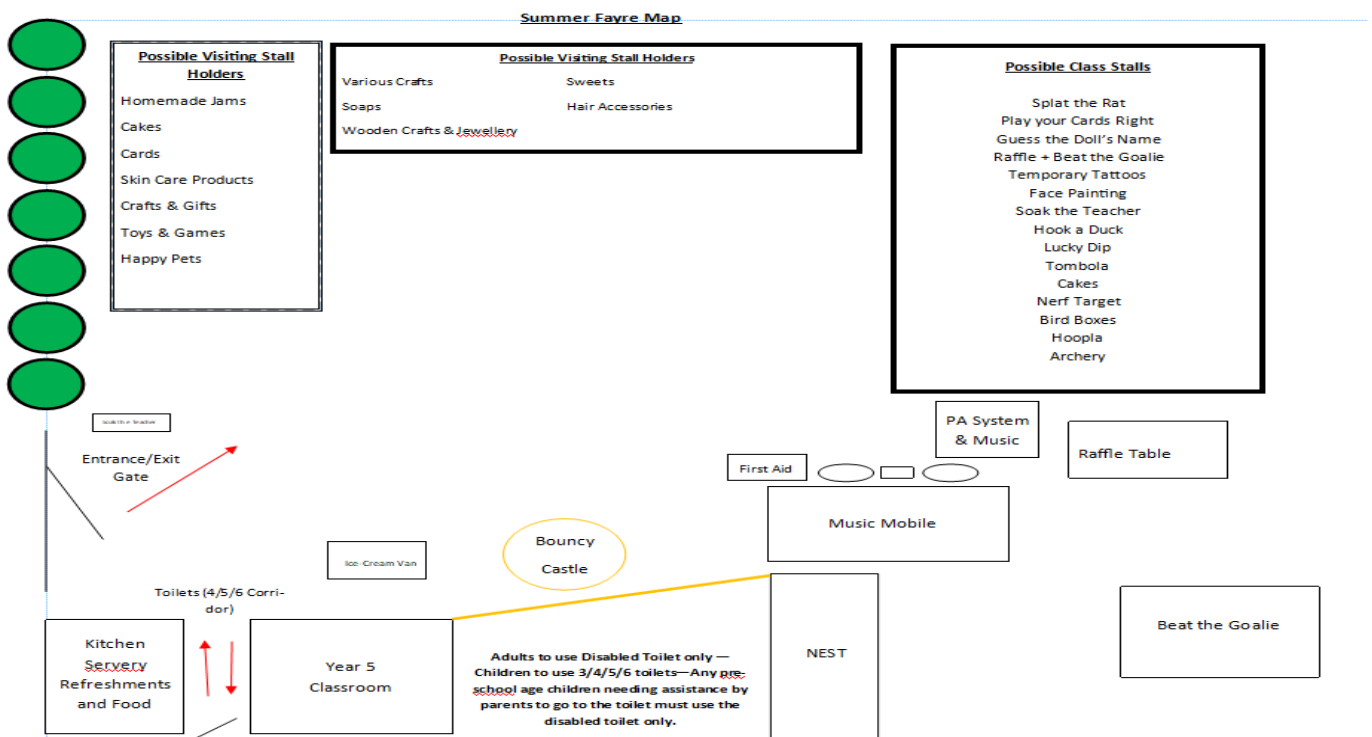 Summer Fayre Map
Possible Visiting Stall
Holders
Homemade Jams
Cakes
Cards
Skin Care Products
Crafts & Gifts
Toys & Games
Happy Pets
Possible Visiting Stall Holders
Various Crafts
Sweets
Soaps
Hair Accessories
Wooden Crafts & Jewellery
Possible Class Stalls
Splat the Rat
Play your Cards Right
Guess the Doll's Name
Raffle + Beat the Goalie
Temporary Tattoos
Face Painting
Soak the Teacher
Hook a Duck
Lucky Dip
Tombola
Cakes
Nerf Target
Bird Boxes
Hoopla
Archery
Soak the Teacher
Entrance/Exit
Gate
PA System
& Music
Raffle Table
First Aid
Music Mobile
Bouncy
Castle
Ice-Cream Van
Toilets (4/5/6 Corri-
dor)
Kitchen
Servery
Refreshments
and Food
Year 5
Classroom
Adults to use Disabled Toilet only —
Children to use 3/4/5/6 toilets—Any pre-
school age children needing assistance by
parents to go to the toilet must use the
disabled toilet only.
NEST
Beat the Goalie